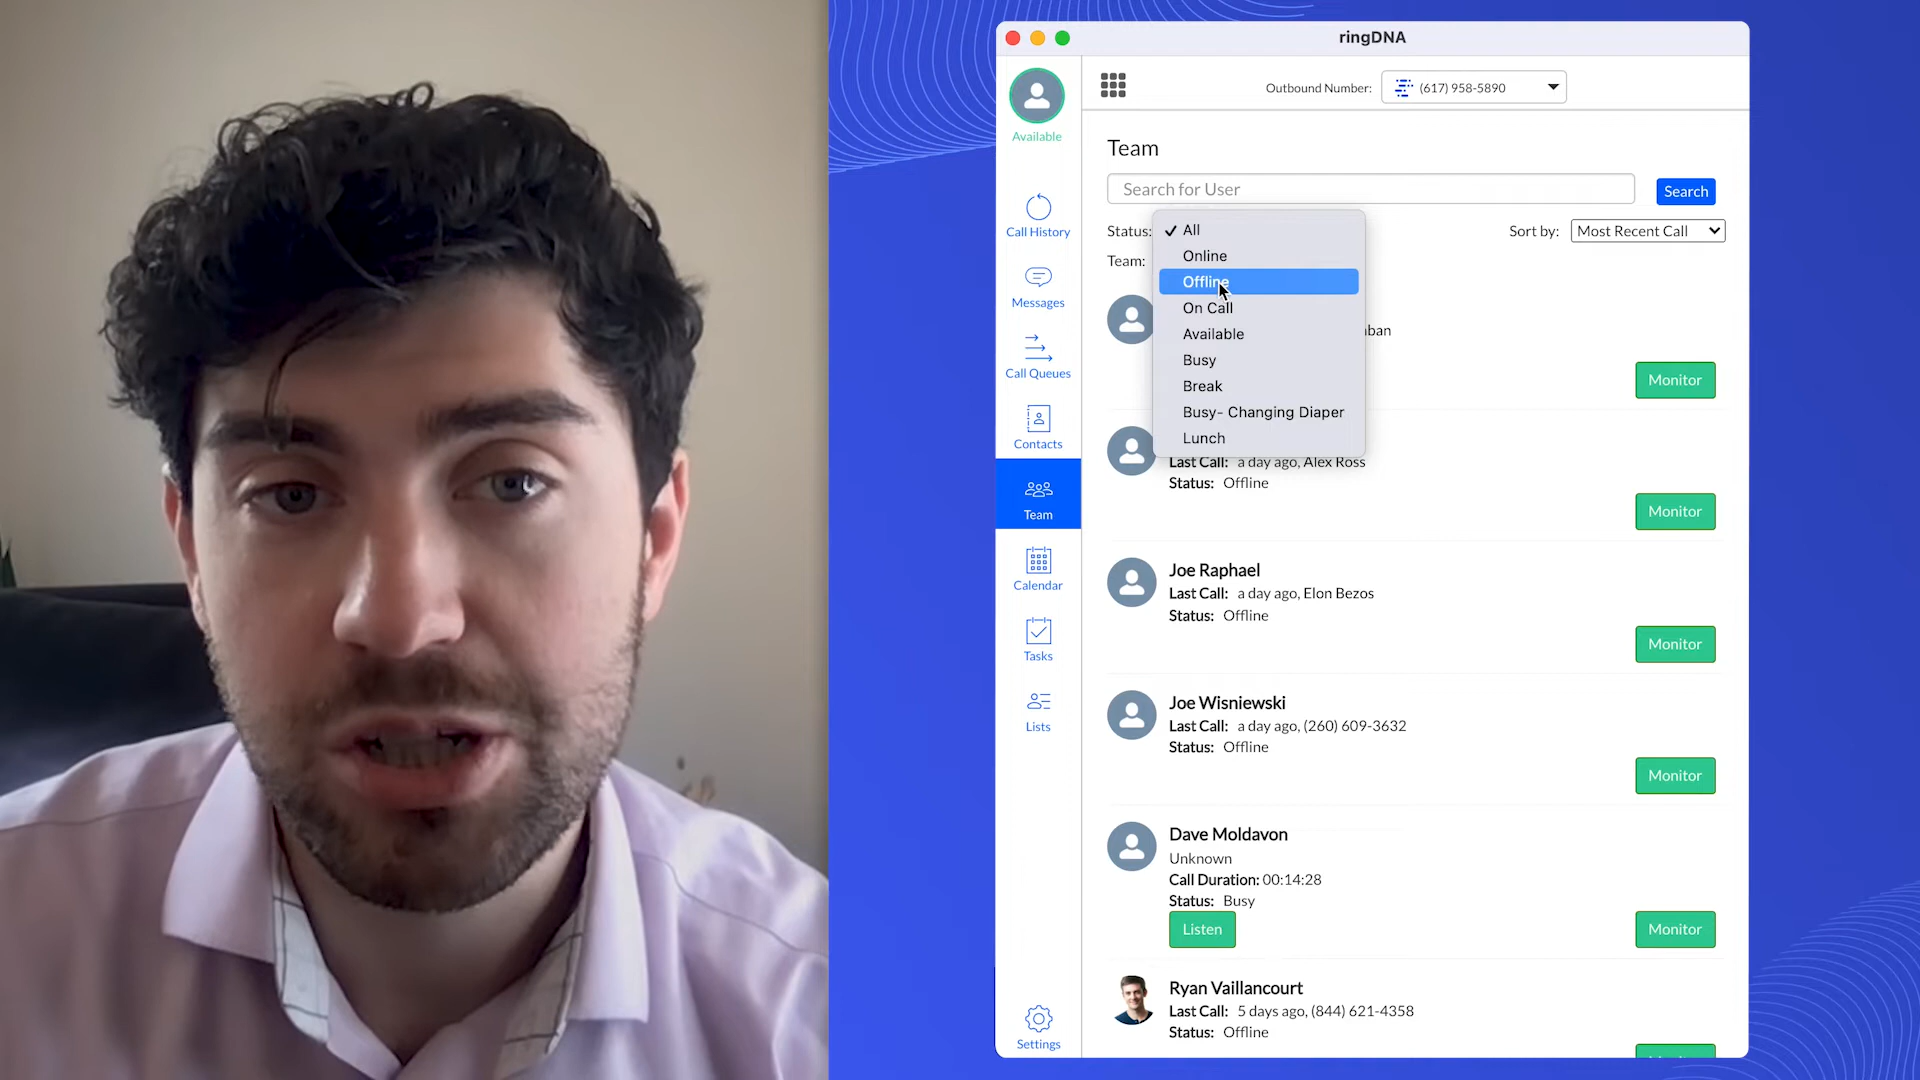 ringDNA
Available
Outbound Number: (617) 958-5890
Call History
Messages
Call Queues
Contacts
Team
Calendar
Tasks
Lists
Settings
Team
Search for User
Search
Status:
Sort by: Most Recent Call
Team:
✓ All
Online
Offline
On Call
Available
Busy
Break
Busy- Changing Diaper
Lunch
Monitor
Last Call: a day ago, Alex Ross
Status: Offline
Monitor
Joe Raphael
Last Call: a day ago, Elon Bezos
Status: Offline
Monitor
Joe Wisniewski
Last Call: a day ago, (260) 609-3632
Status: Offline
Monitor
Dave Moldavon
Unknown
Call Duration: 00:14:28
Status: Busy
Listen
Monitor
Ryan Vaillancourt
Last Call: 5 days ago, (844) 621-4358
Status: Offline